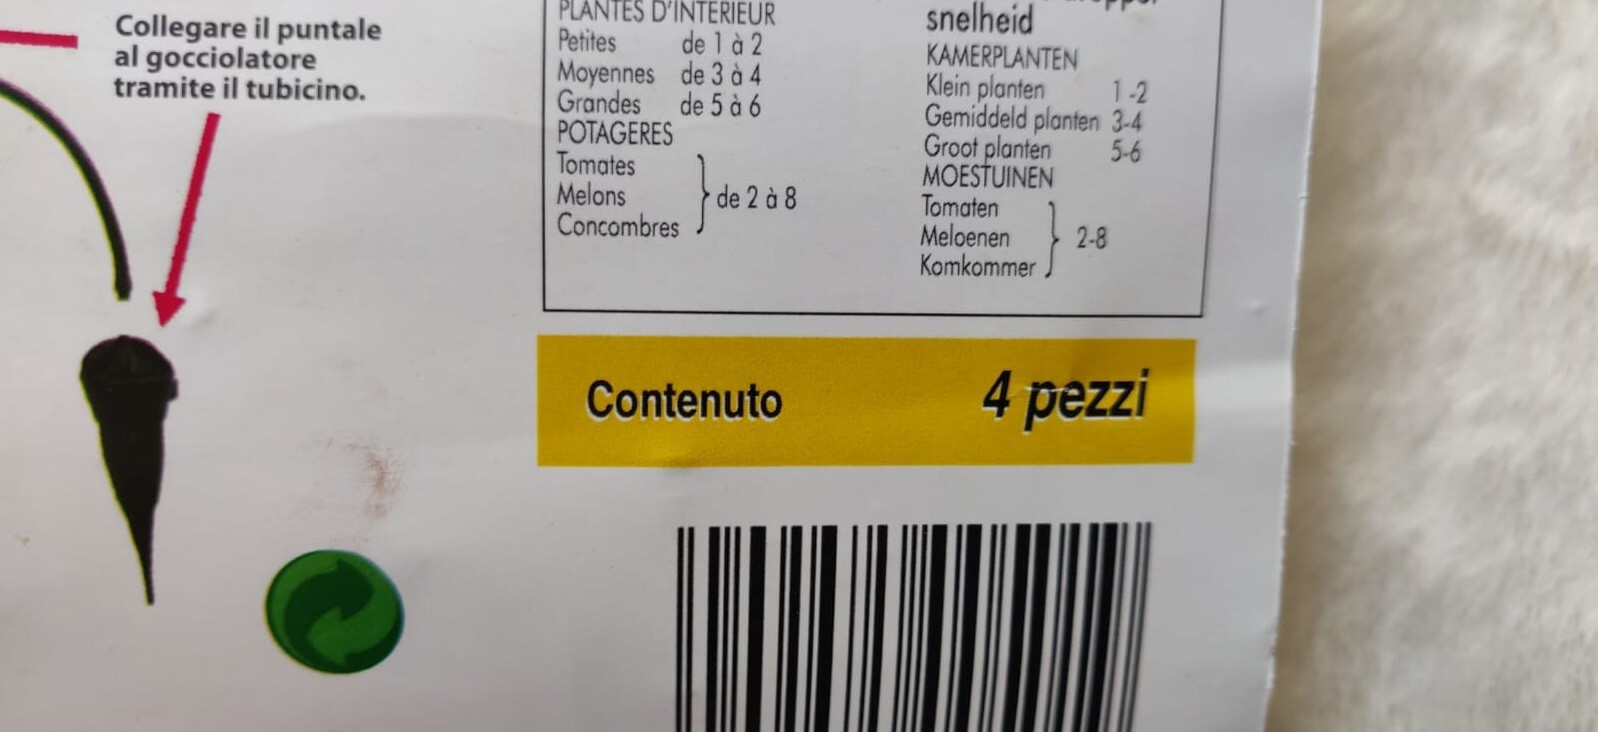 Collegare il puntale
al gocciolatore
tramite il tubicino.
PLANTES D'INTERIEUR
Petites de 1 à 2
Moyennes de 3 à 4
Grandes de 5 à 6
POTAGERES
Tomates
Melons
Concombres
de 2 à 8
snelheid
KAMERPLANTEN
Klein planten 1-2
Gemiddeld planten 3-4
Groot planten 5-6
MOESTUINEN
Tomaten
Meloenen
Komkommer
2-8
Contenuto 4 pezzi